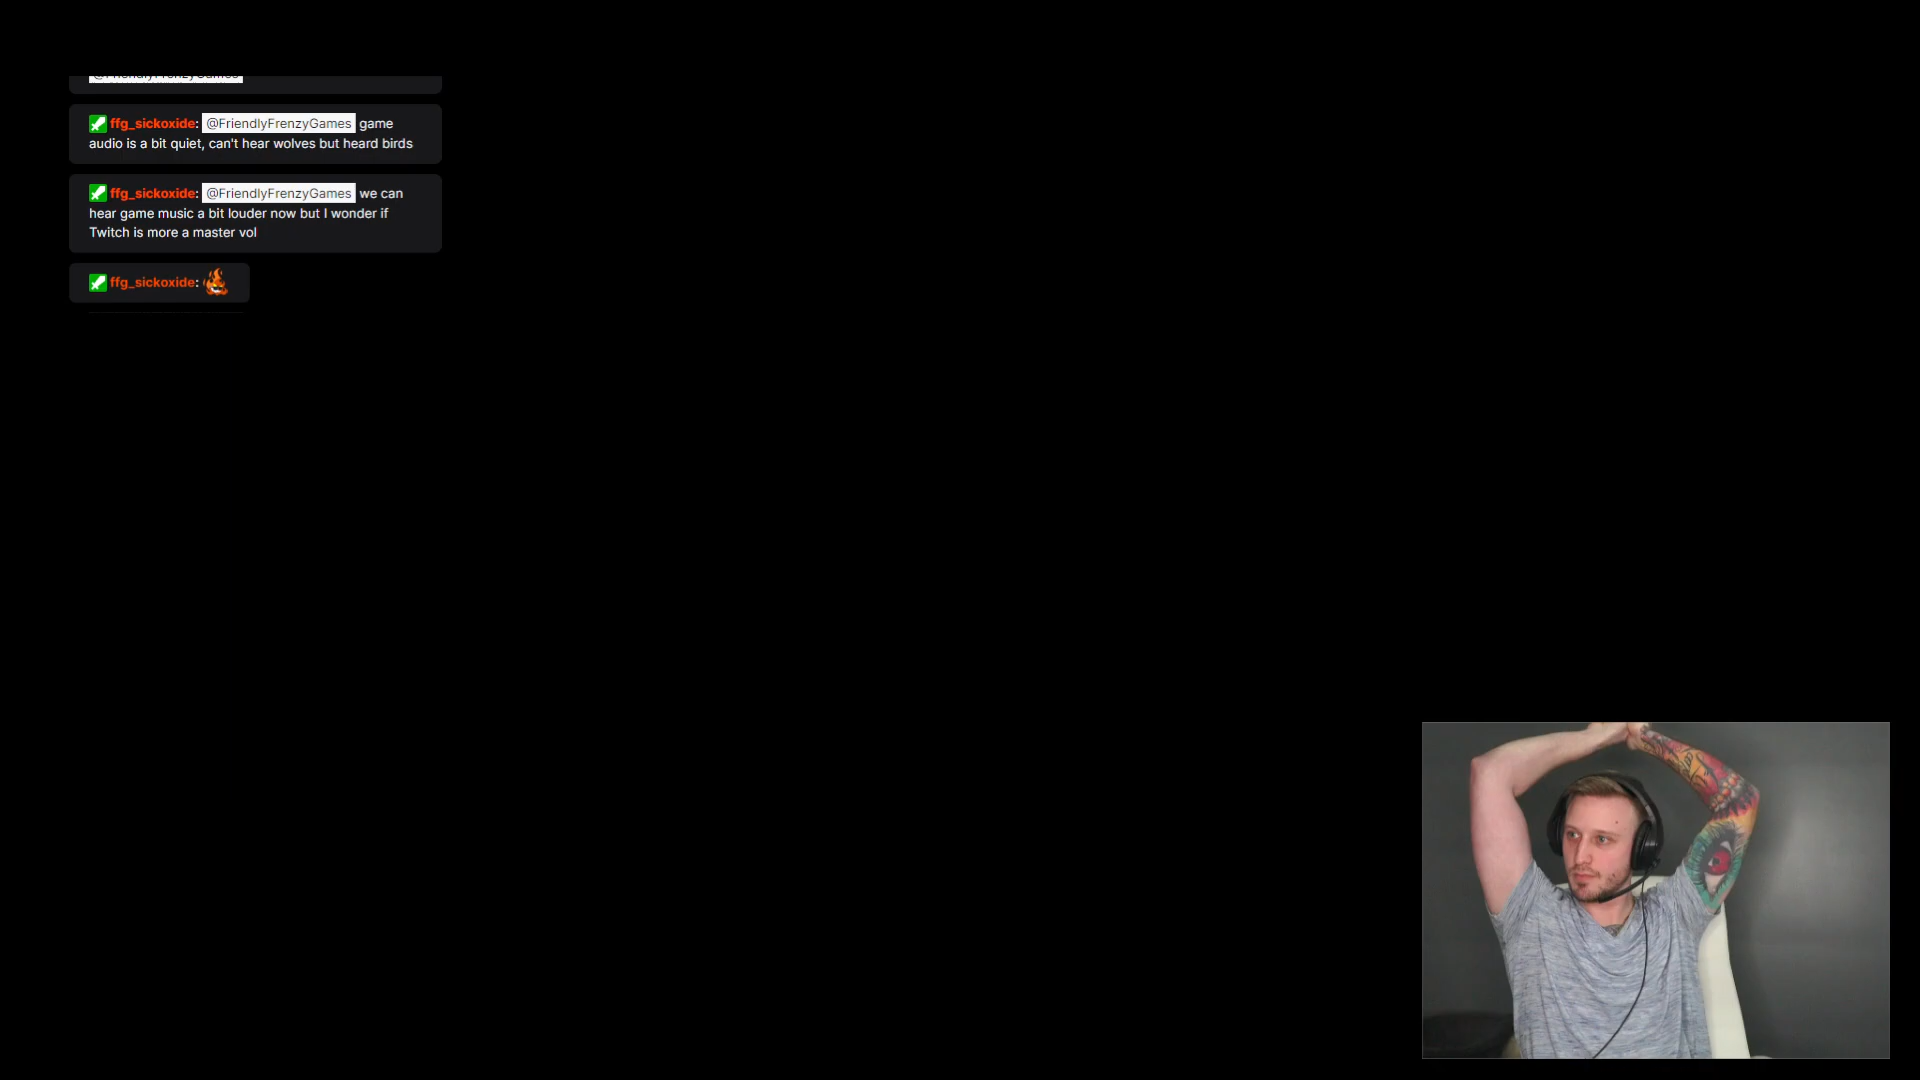 @FriendlyFrenzyGames
ffg_sickoxide: @FriendlyFrenzyGames game
audio is a bit quiet, can't hear wolves but heard birds
ffg_sickoxide: @FriendlyFrenzyGames we can
hear game music a bit louder now but I wonder if
Twitch is more a master vol
ffg_sickoxide: